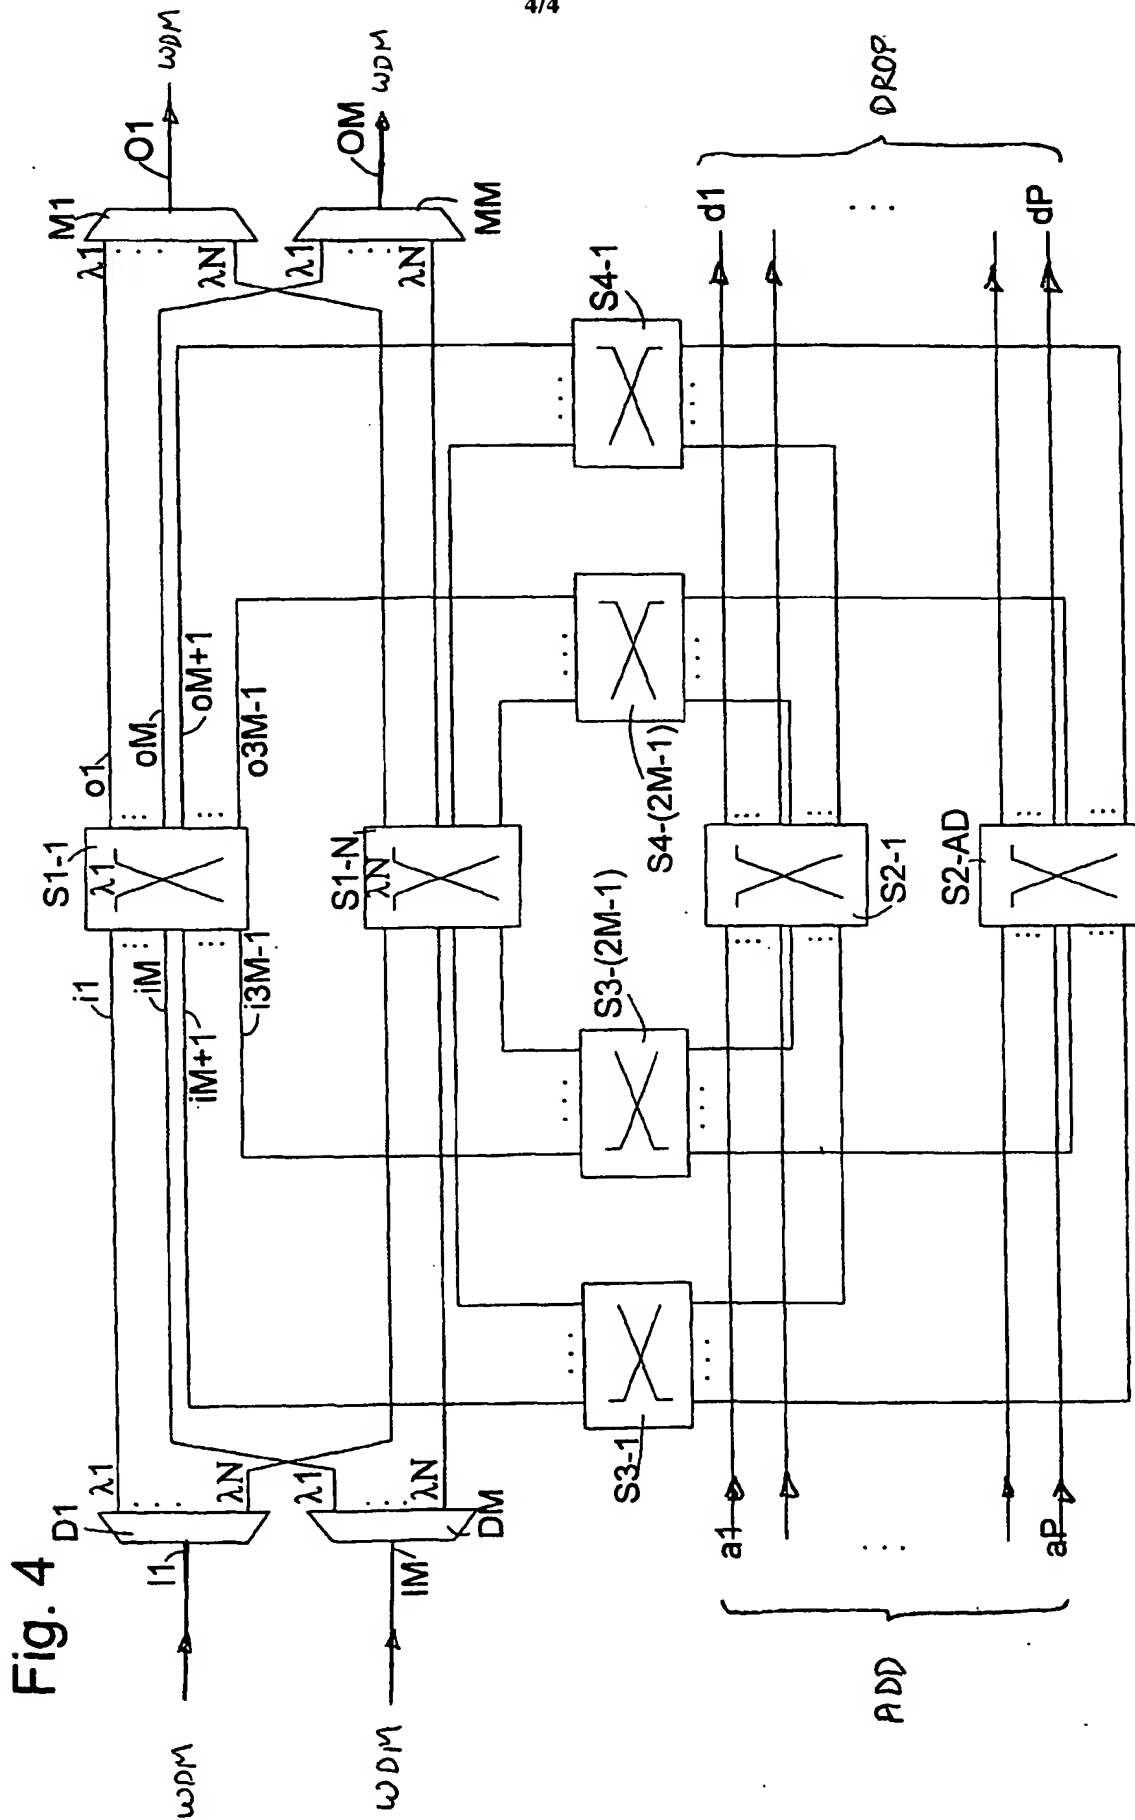 4/4
Fig. 4
WDM
WDM
I1
IM
D1
DM
λ1
λN
λ1
λN
i1
iM
iM+1
i3M-1
S1-1
λ1
S1-N
λN
o1
oM
oM+1
o3M-1
M1
MM
λ1
λN
λ1
λN
O1
OM
WDM
WDM
S3-1
S3-(2M-1)
S4-(2M-1)
S4-1
ADD
a1
aP
S2-1
S2-AD
d1
dP
DROP